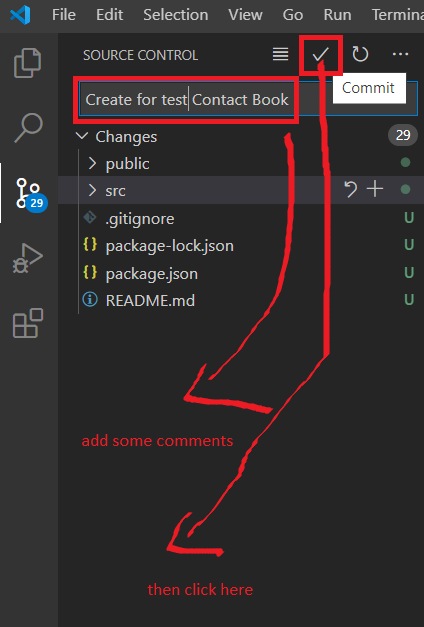 File Edit Selection View Go Run Termina
SOURCE CONTROL
Create for test Contact Book
Commit
Changes 29
public
src
.gitignore U
{} package-lock.json U
{} package.json U
README.md U
29
add some comments
then click here